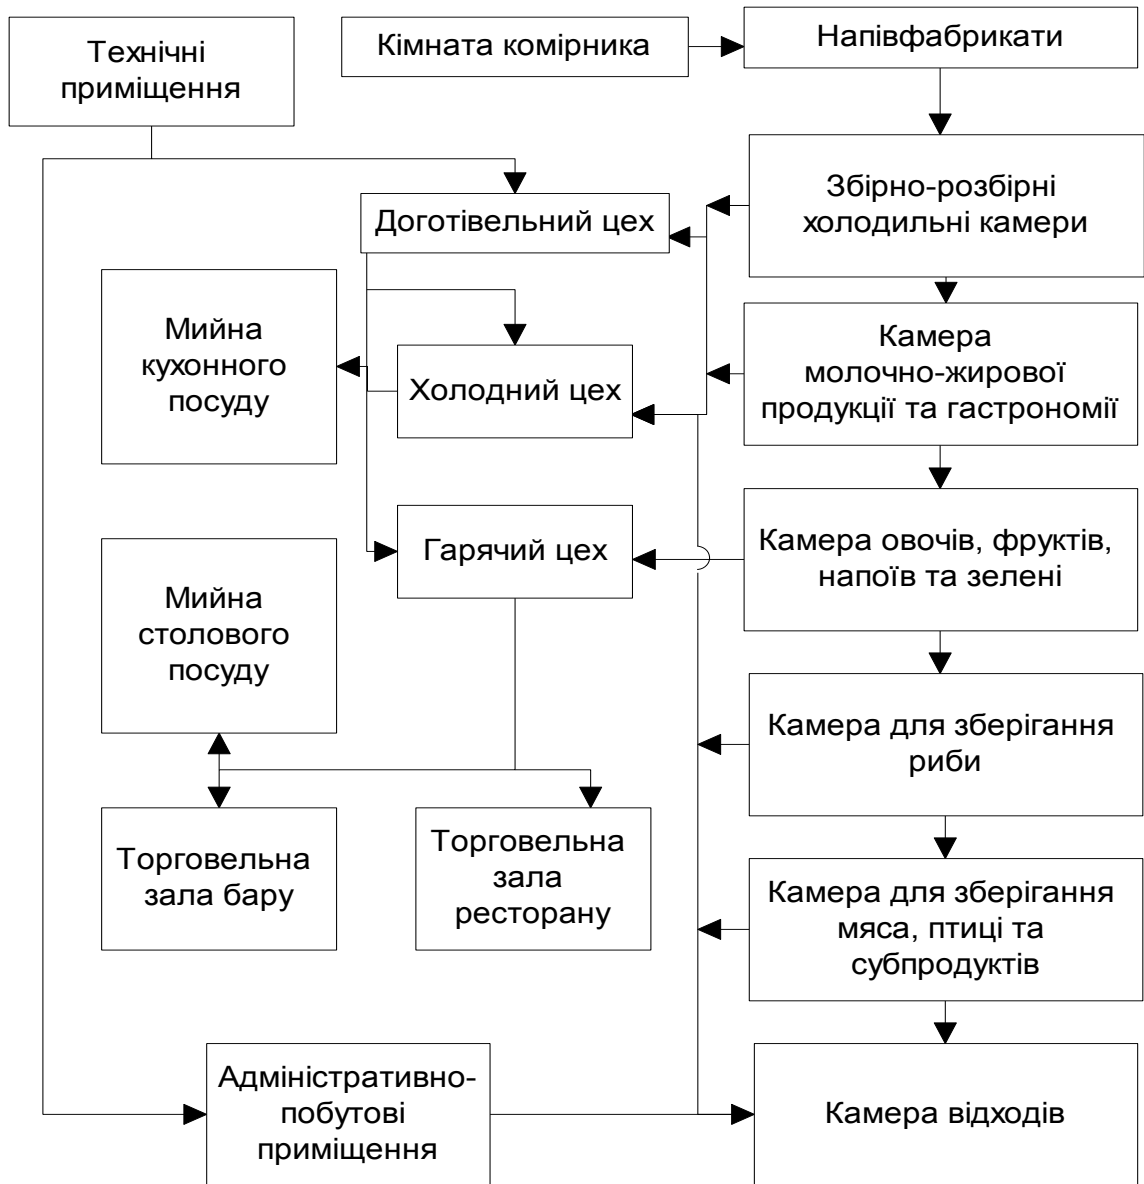 Технічні
приміщення
Кімната комірника
Напівфабрикати
Збірно-розбірні
холодильні камери
Доготівельний цех
Мийна
кухонного
посуду
Холодний цех
Камера
молочно-жирової
продукції та гастрономії
Гарячий цех
Камера овочів, фруктів,
напоїв та зелені
Мийна
столового
посуду
Камера для зберігання
риби
Торговельна
зала бару
Торговельна
зала
ресторану
Камера для зберігання
мяса, птиці та
субпродуктів
Адміністративно-
побутові
приміщення
Камера відходів